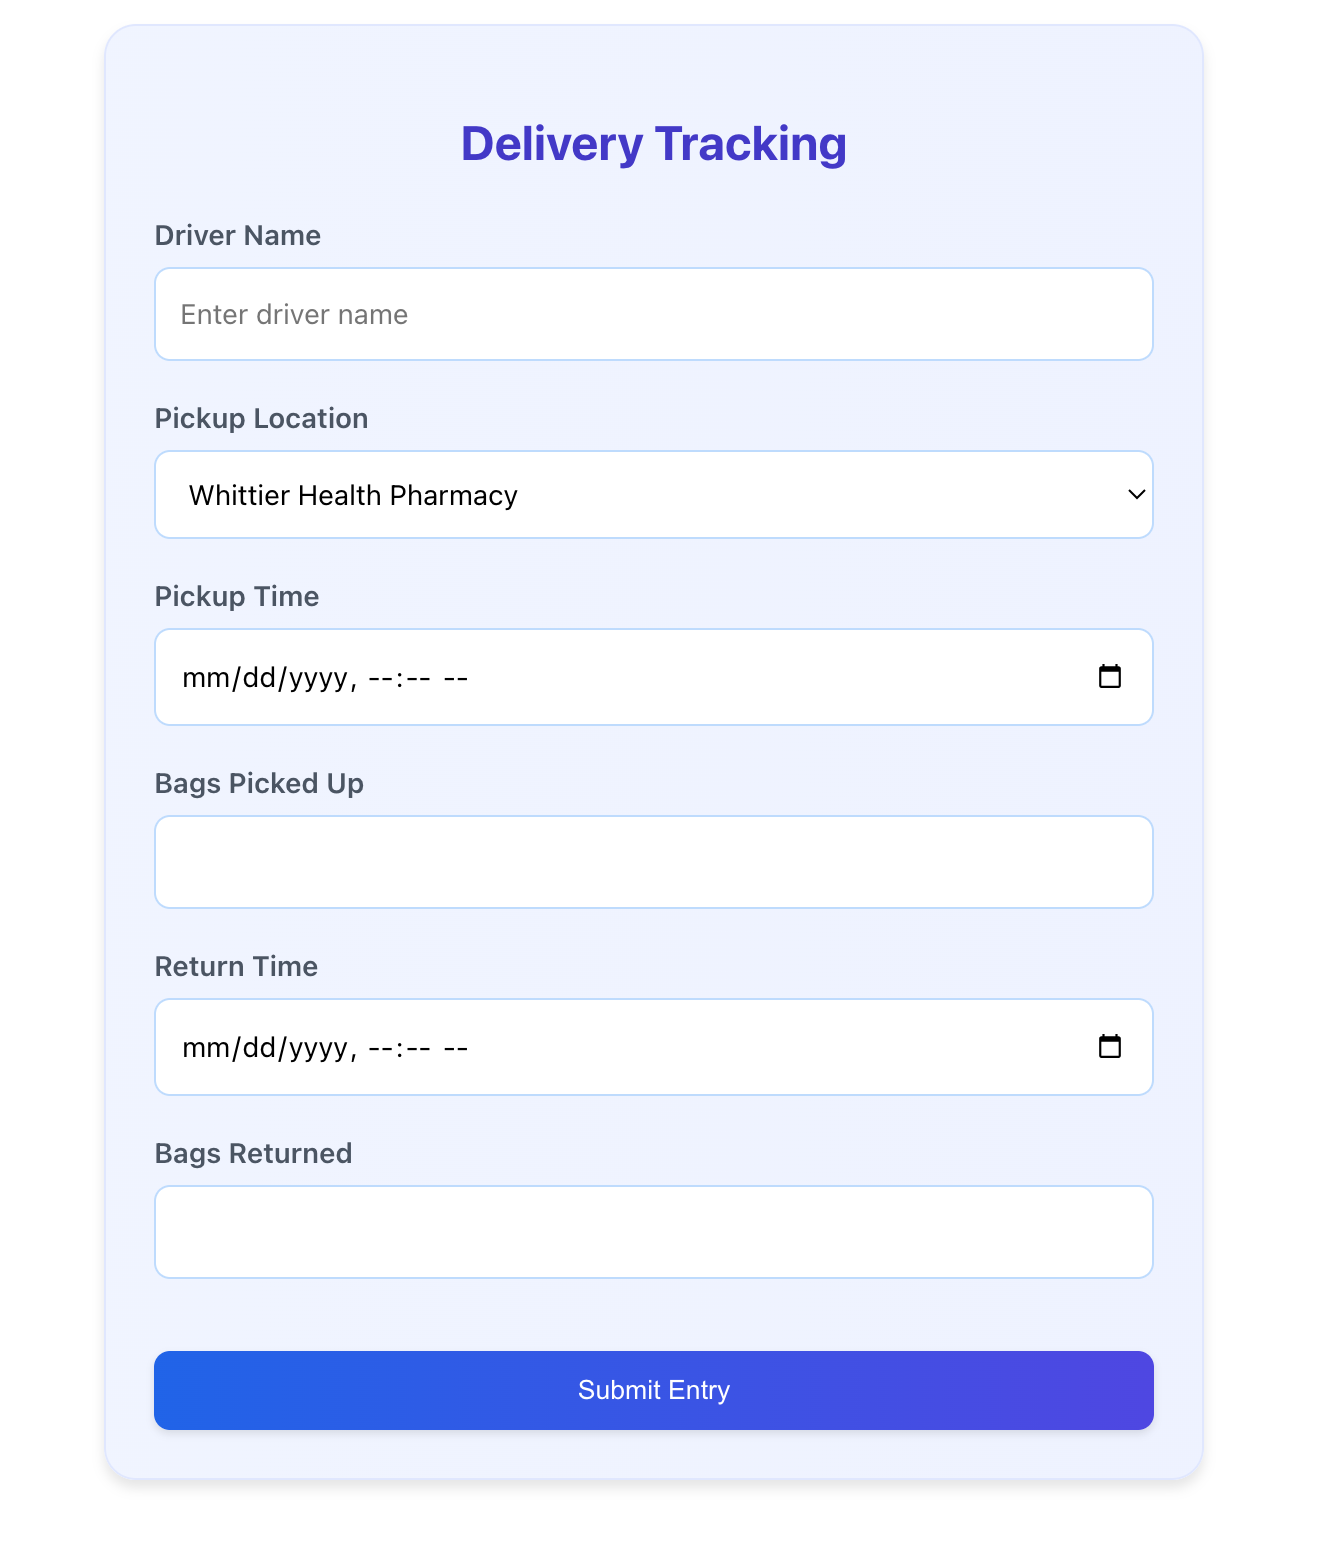 Delivery Tracking
Driver Name
Enter driver name
Pickup Location
Whittier Health Pharmacy
Pickup Time
mm/dd/yyyy, --:-- --
Bags Picked Up
Return Time
mm/dd/yyyy, --:-- --
Bags Returned
Submit Entry